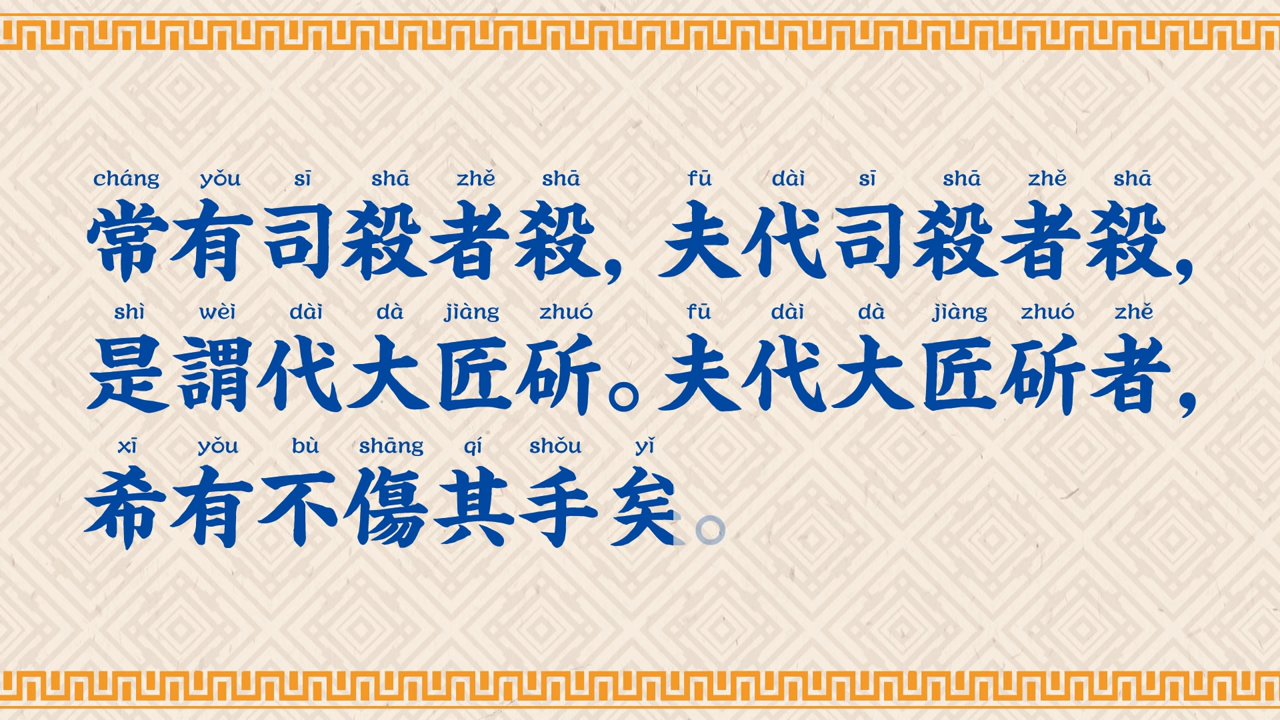 cháng yǒu sī shā zhě shā fū dài sī shā zhě shā
常有司殺者殺，夫代司殺者殺，
shì wèi dài dà jiàng zhuó fū dài dà jiàng zhuó zhě
是謂代大匠斫。夫代大匠斫者，
xī yǒu bù shāng qí shǒu yǐ
希有不傷其手矣。